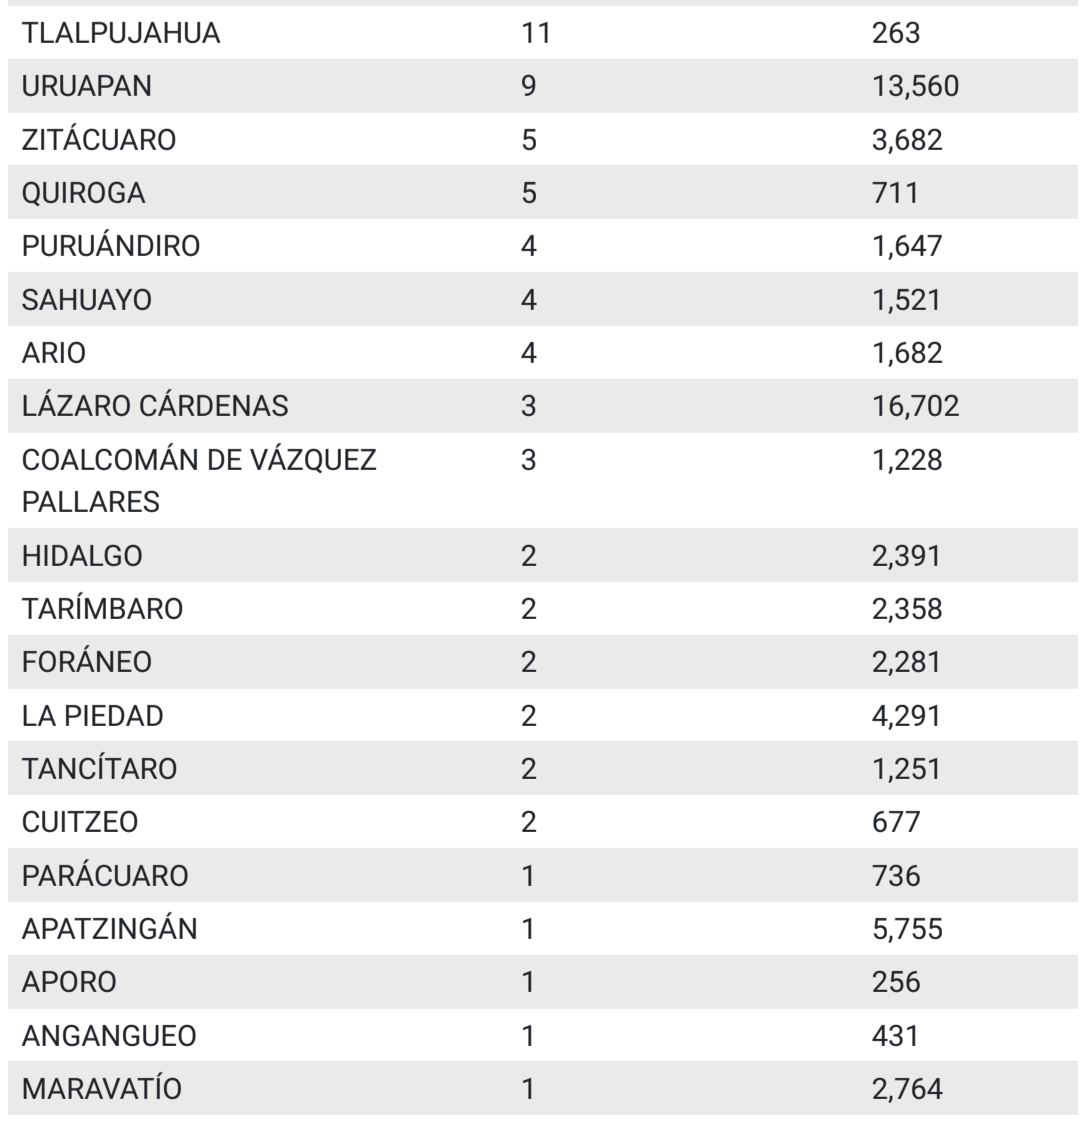 TLALPUJAHUA 11 263
URUAPAN 9 13,560
ZITÁCUARO 5 3,682
QUIROGA 5 711
PURUÁNDIRO 4 1,647
SAHUAYO 4 1,521
ARIO 4 1,682
LÁZARO CÁRDENAS 3 16,702
COALCOMÁN DE VÁZQUEZ 3 1,228
PALLARES
HIDALGO 2 2,391
TARÍMBARO 2 2,358
FORÁNEO 2 2,281
LA PIEDAD 2 4,291
TANCÍTARO 2 1,251
CUITZEO 2 677
PARÁCUARO 1 736
APATZINGÁN 1 5,755
APORO 1 256
ANGANGUEO 1 431
MARAVATÍO 1 2,764